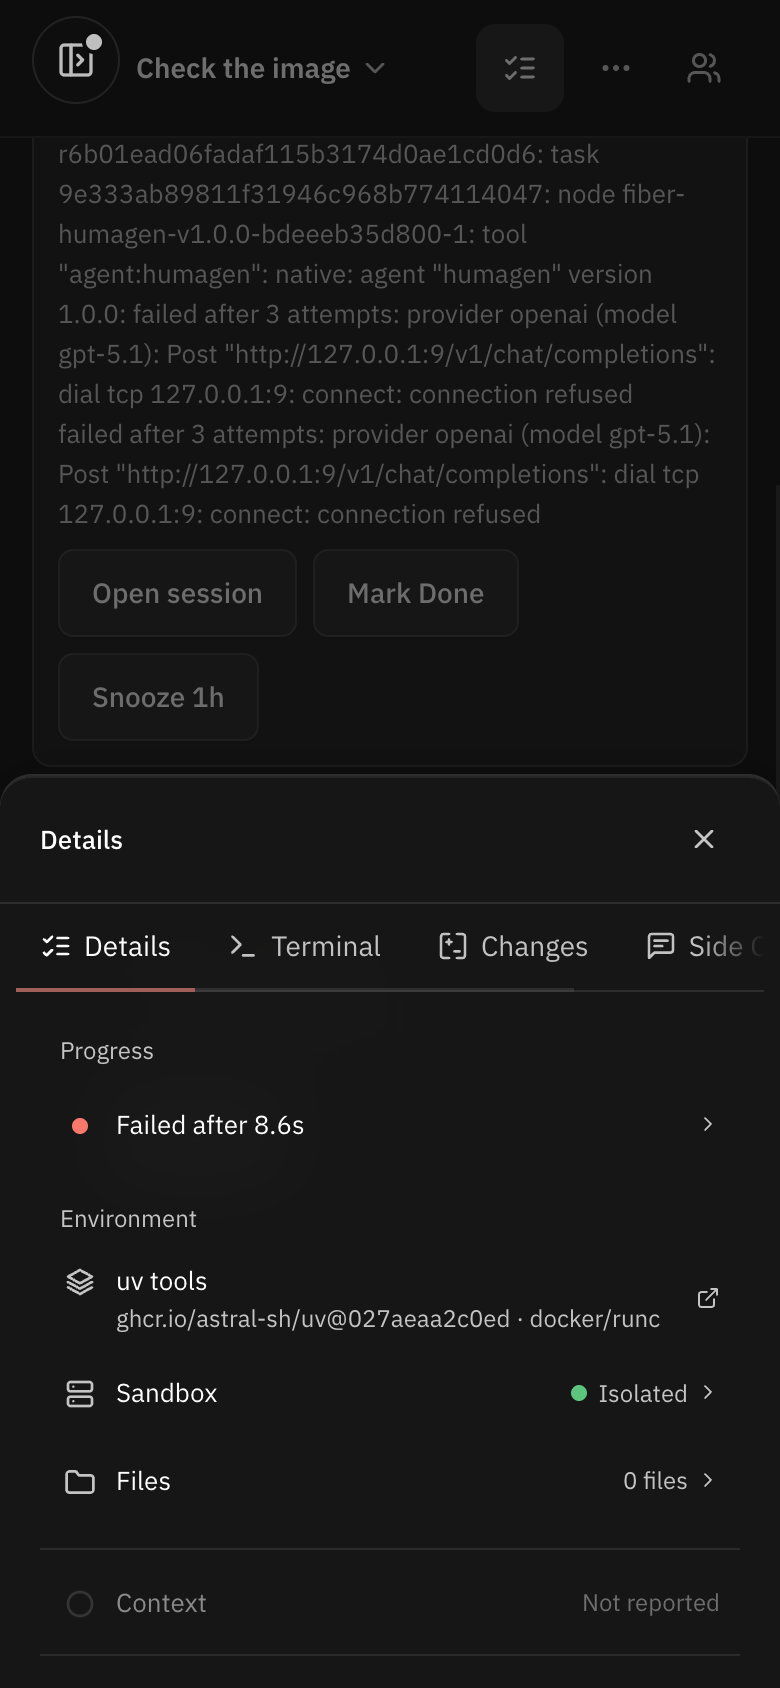 Check the image
r6b01ead06fadaf115b3174d0ae1cd0d6: task
9e333ab89811f31946c968b774114047: node fiber-
humagen-v1.0.0-bdeeeb35d800-1: tool
"agent:humagen": native: agent "humagen" version
1.0.0: failed after 3 attempts: provider openai (model
gpt-5.1): Post "http://127.0.0.1:9/v1/chat/completions":
dial tcp 127.0.0.1:9: connect: connection refused
failed after 3 attempts: provider openai (model gpt-5.1):
Post "http://127.0.0.1:9/v1/chat/completions": dial tcp
127.0.0.1:9: connect: connection refused
Open session Mark Done
Snooze 1h
Details
Details Terminal Changes Side
Progress
Failed after 8.6s
Environment
uv tools
ghcr.io/astral-sh/uv@027aeaa2c0ed · docker/runc
Sandbox Isolated
Files 0 files
Context Not reported